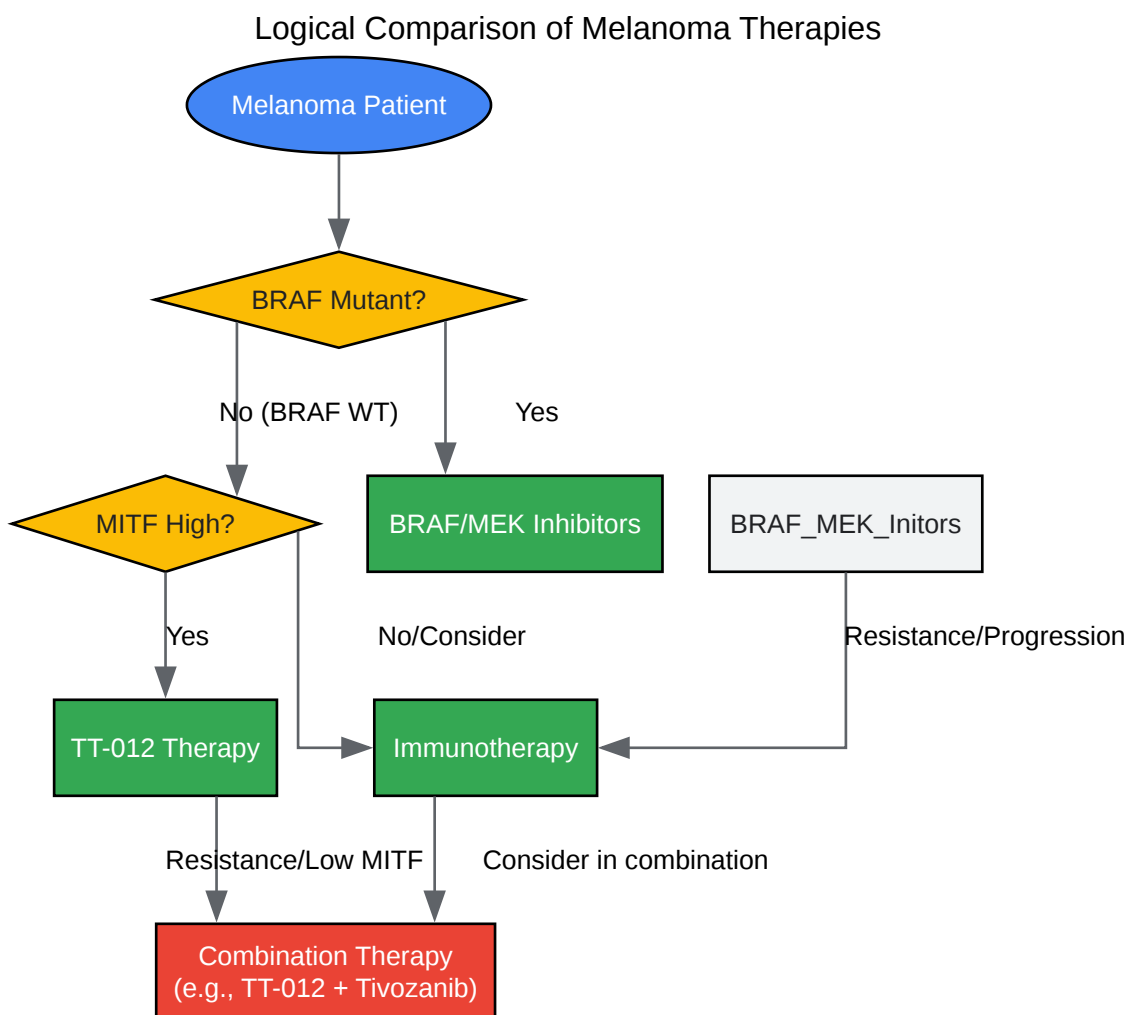 Logical Comparison of Melanoma Therapies
Melanoma Patient
BRAF Mutant?
No (BRAF WT)
Yes
MITF High?
BRAF/MEK Inhibitors
BRAF_MEK_Initors
Yes
No/Consider
Resistance/Progression
TT-012 Therapy
Immunotherapy
Resistance/Low MITF
Consider in combination
Combination Therapy
(e.g., TT-012 + Tivozanib)